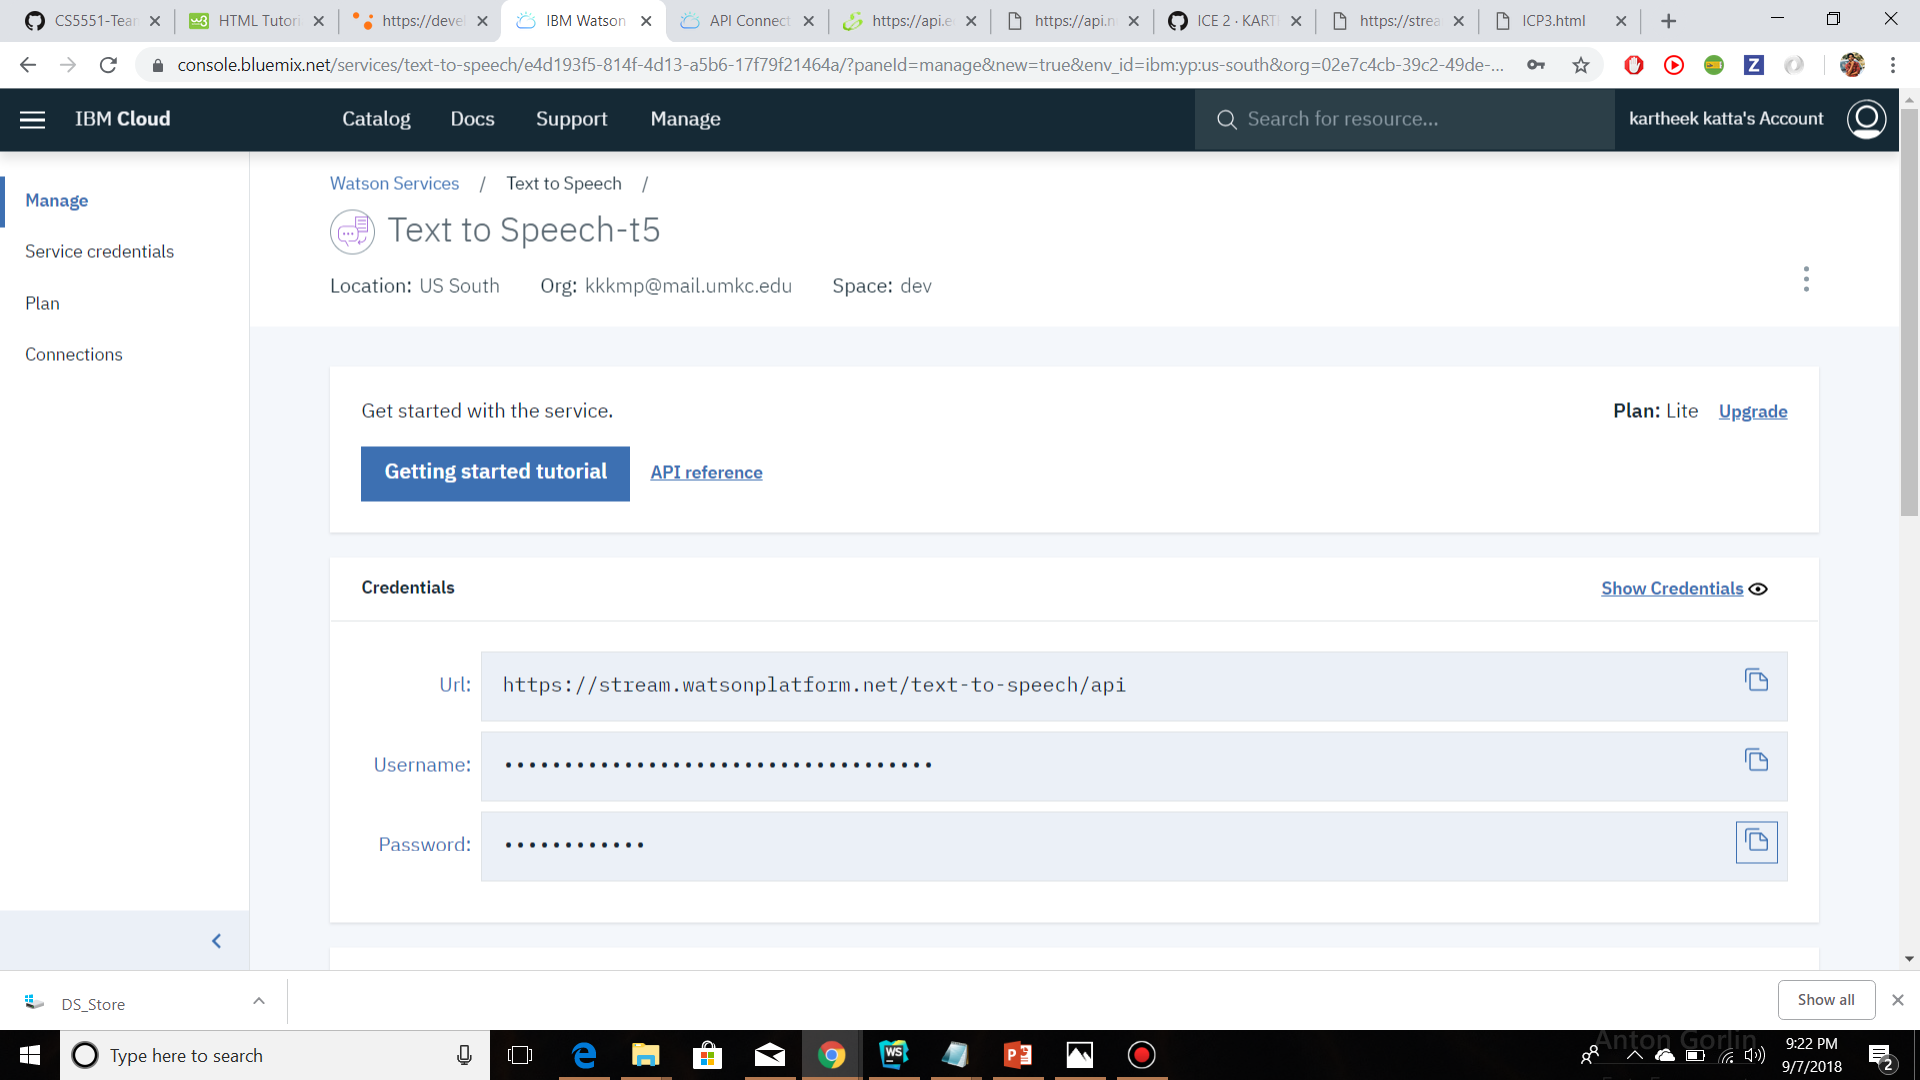 CS5551-Tear
HTML Tutori
https://devel
IBM Watson
API Connect
https://api.e
https://api.n
ICE 2 · KART
https://strea
ICP3.html
console.bluemix.net/services/text-to-speech/e4d193f5-814f-4d13-a5b6-17f79f21464a/?paneId=manage&new=true&env_id=ibm:yp:us-south&org=02e7c4cb-39c2-49de-...
IBM Cloud
Catalog
Docs
Support
Manage
Search for resource...
kartheek katta's Account
Manage
Service credentials
Plan
Connections
Watson Services / Text to Speech /
Text to Speech-t5
Location: US South Org: kkkmp@mail.umkc.edu Space: dev
Get started with the service.
Plan: Lite Upgrade
Getting started tutorial
API reference
Credentials
Show Credentials
Url: https://stream.watsonplatform.net/text-to-speech/api
Username: •••••••••••••••••••••••••••••••••
Password: ••••••••••••
DS_Store
Show all
Type here to search
Anton Gorlin
9:22 PM
9/7/2018
2